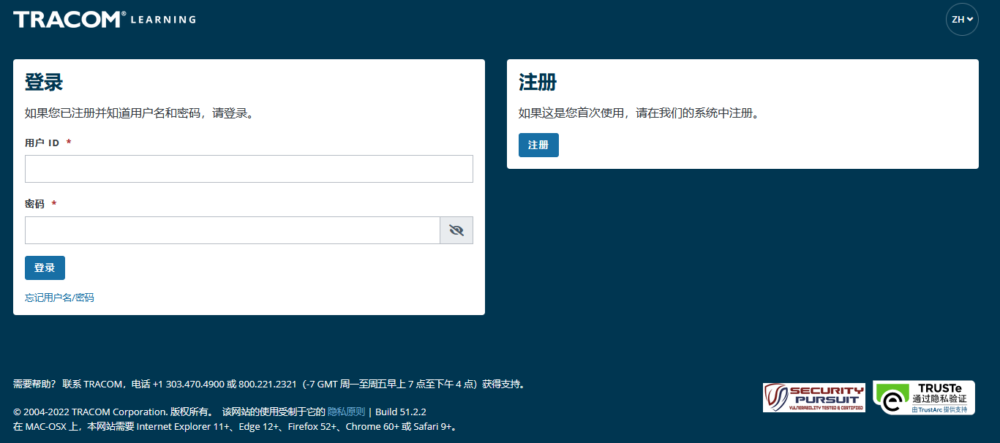 TRACOM® LEARNING
ZH
登录
如果您已注册并知道用户名和密码，请登录。
用户 ID *
密码 *
登录
忘记用户名/密码
注册
如果这是您首次使用，请在我们的系统中注册。
注册
需要帮助？ 联系 TRACOM，电话 +1 303.470.4900 或 800.221.2321（-7 GMT 周一至周五早上 7 点至下午 4 点）获得支持。
© 2004-2022 TRACOM Corporation. 版权所有。 该网站的使用受制于它的 隐私原则 | Build 51.2.2
在 MAC-OSX 上，本网站需要 Internet Explorer 11+、Edge 12+、Firefox 52+、Chrome 60+ 或 Safari 9+。
SECURITY
PURSUIT
VULNERABILITY TESTED & CERTIFIED
TRUSTe
通过隐私验证
由TrustArc 提供支持